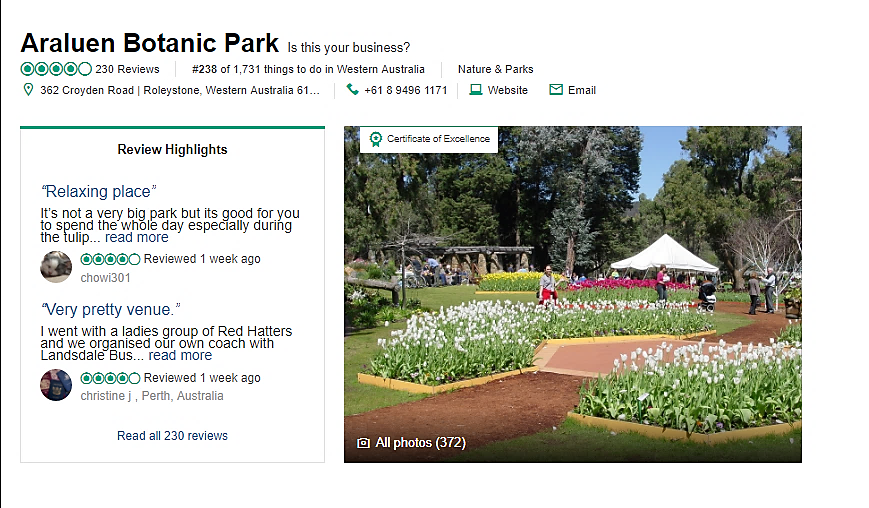 Araluen Botanic Park Is this your business?
230 Reviews #238 of 1,731 things to do in Western Australia Nature & Parks
362 Croyden Road | Roleystone, Western Australia 61... +61 8 9496 1171 Website Email
Certificate of Excellence
Review Highlights
“Relaxing place”
It's not a very big park but its good for you
to spend the whole day especially during
the tulip... read more
Reviewed 1 week ago
chowi301
“Very pretty venue.”
I went with a ladies group of Red Hatters
and we organised our own coach with
Landsdale Bus... read more
Reviewed 1 week ago
christine j , Perth, Australia
Read all 230 reviews
All photos (372)